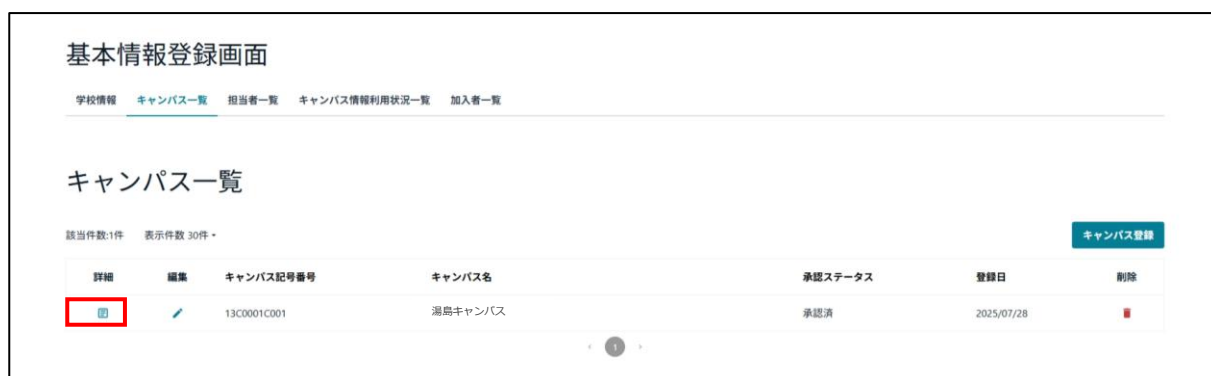 基本情報登録画面
学校情報 キャンパス一覧 担当者一覧 キャンパス情報利用状況一覧 加入者一覧
キャンパス一覧
該当件数:1件 表示件数 30件
キャンパス登録
詳細 編集 キャンパス記号番号 キャンパス名 承認ステータス 登録日 削除
13C0001C001 湯島キャンパス 承認済 2025/07/28
‹ 1 ›